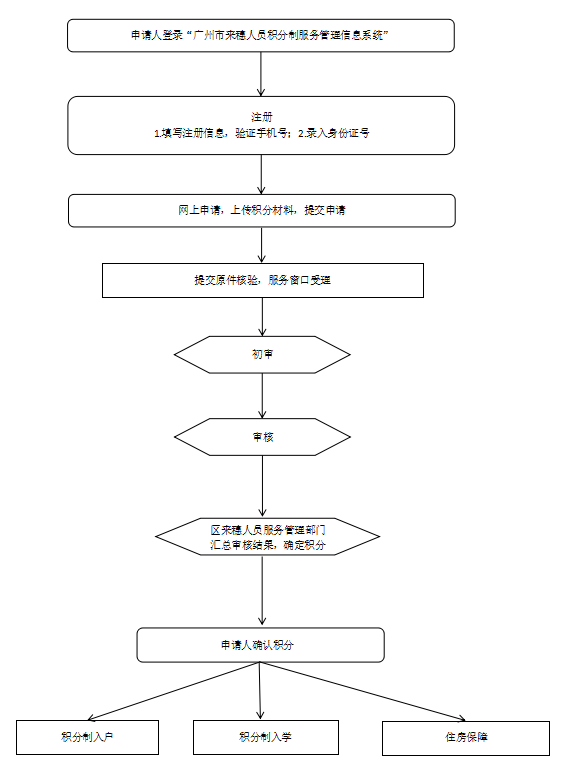 申请人登录“广州市来穗人员积分制服务管理信息系统”
注册
1.填写注册信息，验证手机号；2.录入身份证号
网上申请，上传积分材料，提交申请
提交原件核验，服务窗口受理
初审
审核
区来穗人员服务管理部门
汇总审核结果，确定积分
申请人确认积分
积分制入户
积分制入学
住房保障